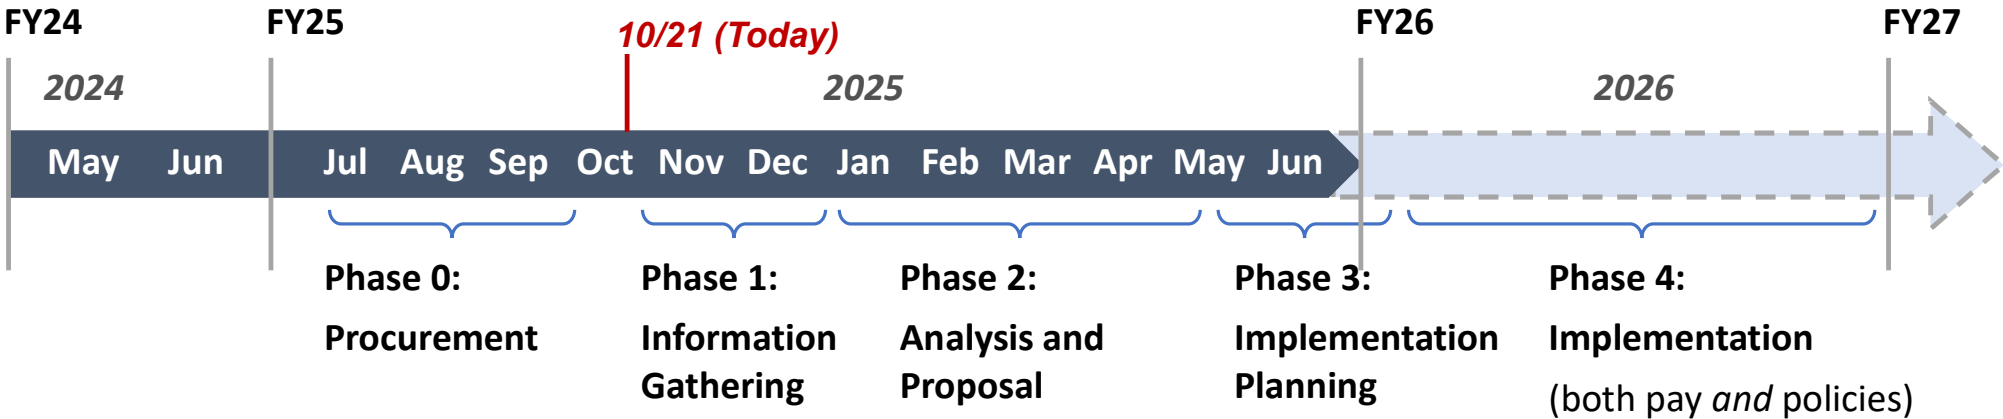 FY24 FY25 10/21 (Today) FY26 FY27
2024 2025 2026
May Jun Jul Aug Sep Oct Nov Dec Jan Feb Mar Apr May Jun
Phase 0:
Procurement
Phase 1:
Information
Gathering
Phase 2:
Analysis and
Proposal
Phase 3:
Implementation
Planning
Phase 4:
Implementation
(both pay and policies)